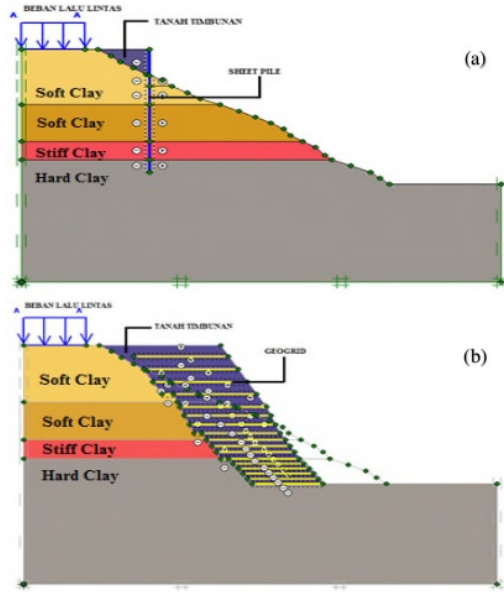 BEBAN LALU LINTAS
A A
TANAH TIMBUNAN
(a)
SHEET PILE
Soft Clay
Soft Clay
Stiff Clay
Hard Clay
BEBAN LALU LINTAS
A A
TANAH TIMBUNAN
(b)
GEOGRID
Soft Clay
Soft Clay
Stiff Clay
Hard Clay